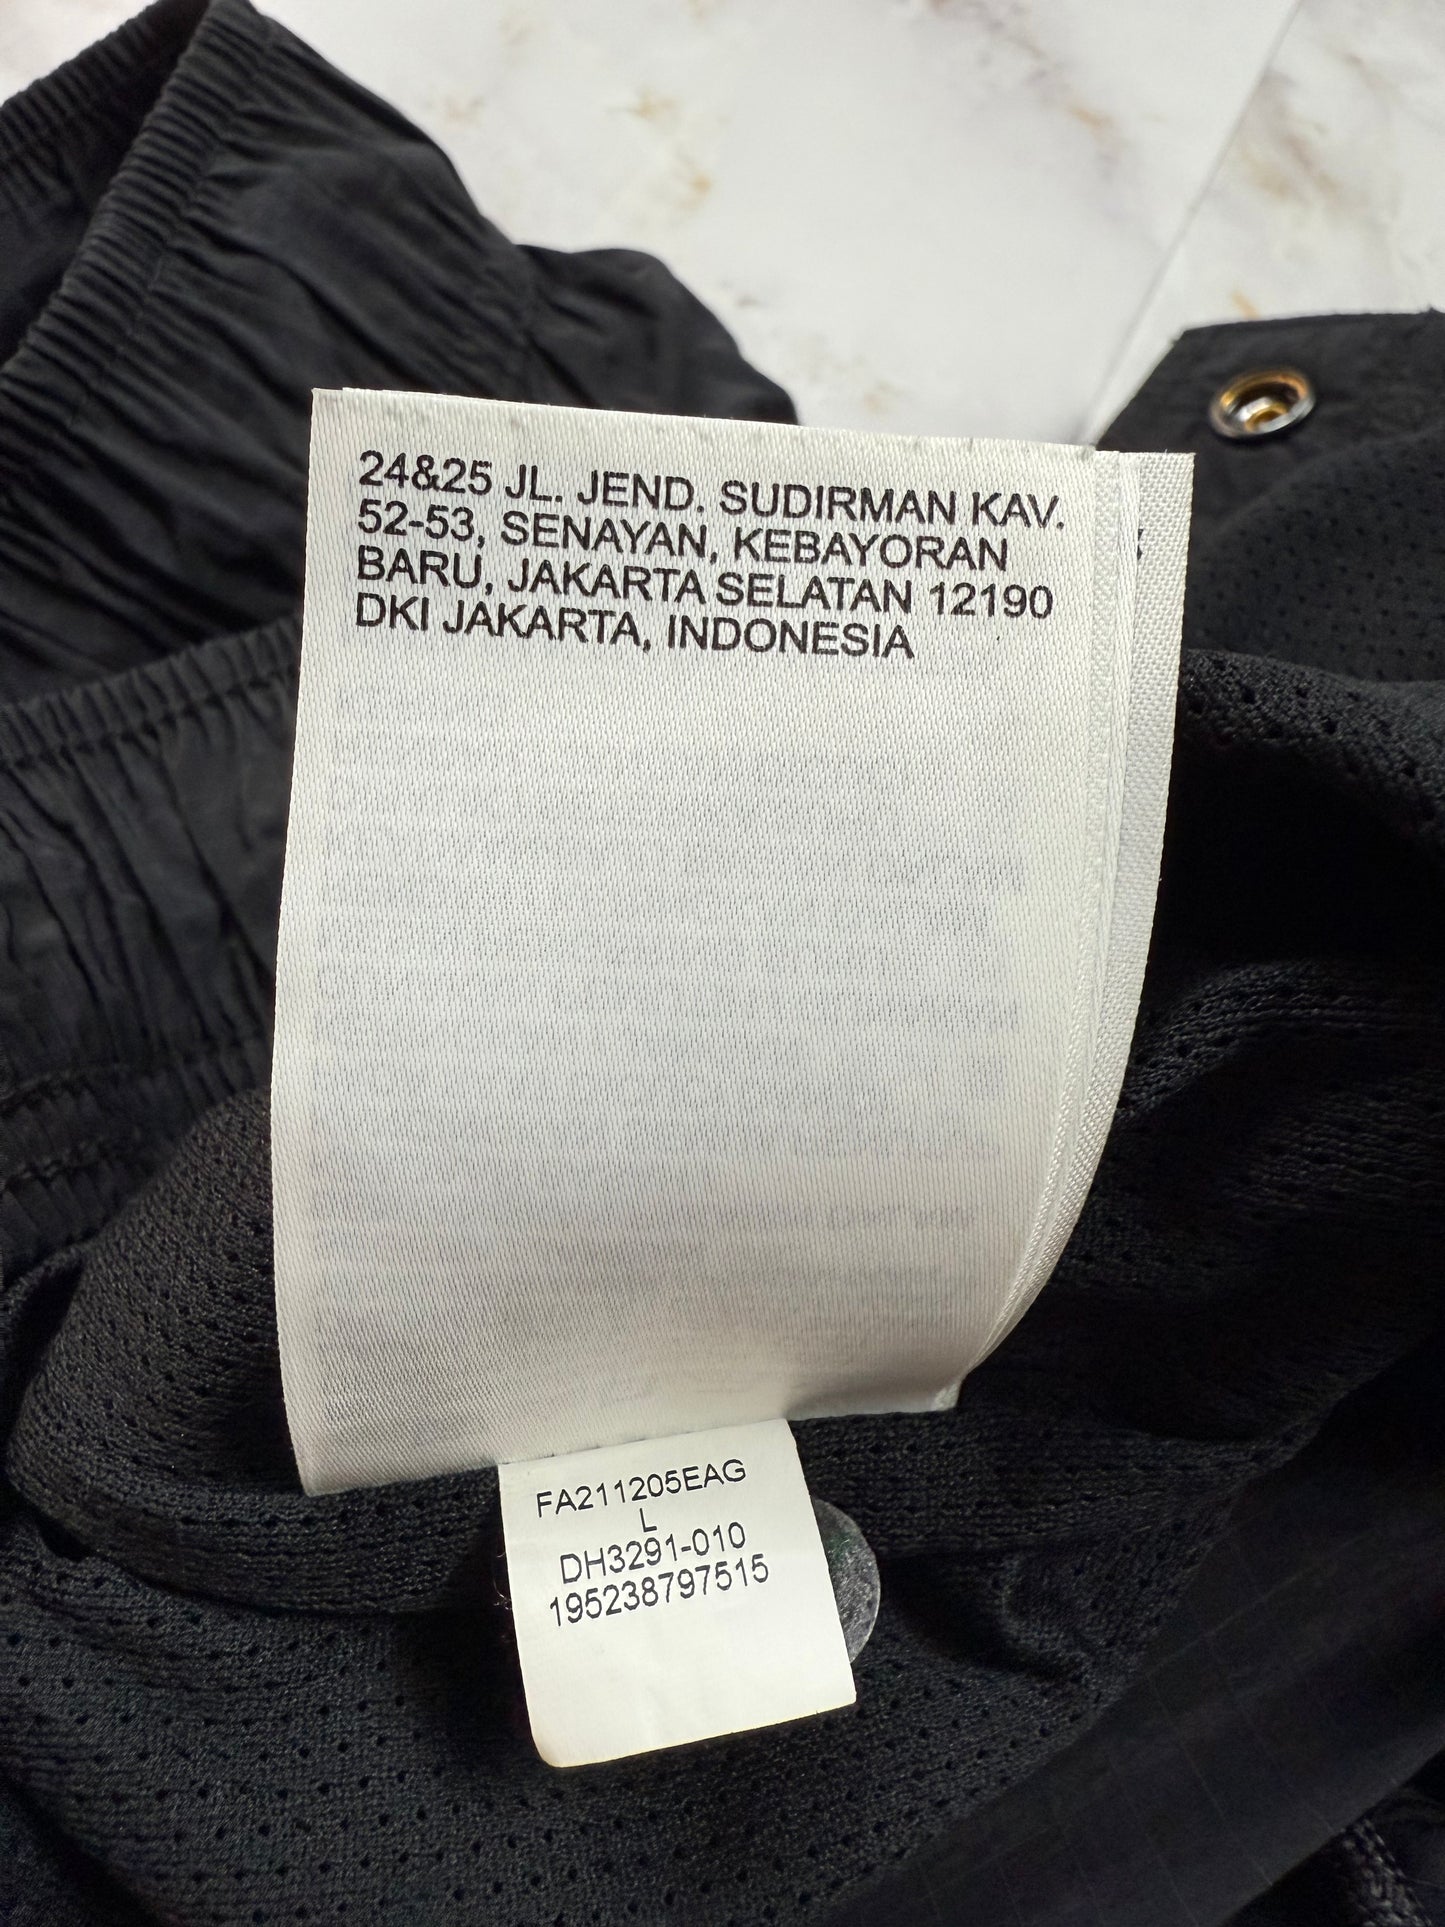 24&25 JL. JEND. SUDIRMAN KAV.
52-53, SENAYAN, KEBAYORAN
BARU, JAKARTA SELATAN 12190
DKI JAKARTA, INDONESIA
FA211205EAG
L
DH3291-010
195238797515